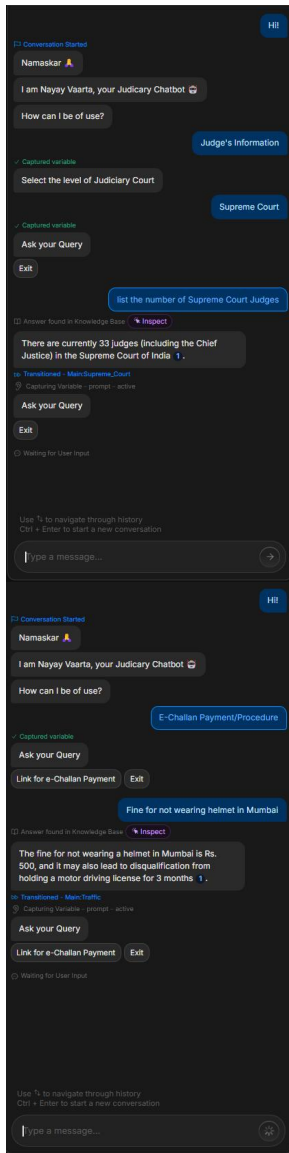 Hi!
Conversation Started
Namaskar 🙏
I am Nayay Vaarta, your Judicary Chatbot 🤖
How can I be of use?
Judge's Information
✓ Captured variable
Select the level of Judiciary Court
Supreme Court
✓ Captured variable
Ask your Query
Exit
list the number of Supreme Court Judges
Answer found in Knowledge Base Inspect
There are currently 33 judges (including the Chief
Justice) in the Supreme Court of India 1 .
Transitioned - Main:Supreme_Court
Capturing Variable - prompt - active
Ask your Query
Exit
Waiting for User Input
Use ↑↓ to navigate through history
Ctrl + Enter to start a new conversation
Type a message...
Hi!
Conversation Started
Namaskar 🙏
I am Nayay Vaarta, your Judicary Chatbot 🤖
How can I be of use?
E-Challan Payment/Procedure
✓ Captured variable
Ask your Query
Link for e-Challan Payment Exit
Fine for not wearing helmet in Mumbai
Answer found in Knowledge Base Inspect
The fine for not wearing a helmet in Mumbai is Rs.
500, and it may also lead to disqualification from
holding a motor driving license for 3 months 1 .
Transitioned - Main:Traffic
Capturing Variable - prompt - active
Ask your Query
Link for e-Challan Payment Exit
Waiting for User Input
Use ↑↓ to navigate through history
Ctrl + Enter to start a new conversation
Type a message...